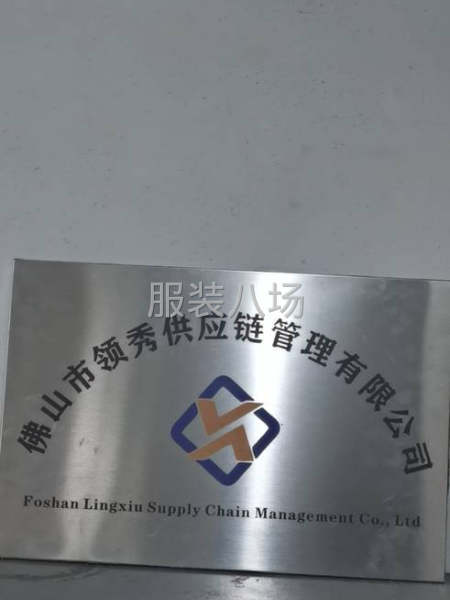 服装八场
佛山市领秀供应链管理有限公司
Foshan Lingxiu Supply Chain Management Co., Ltd